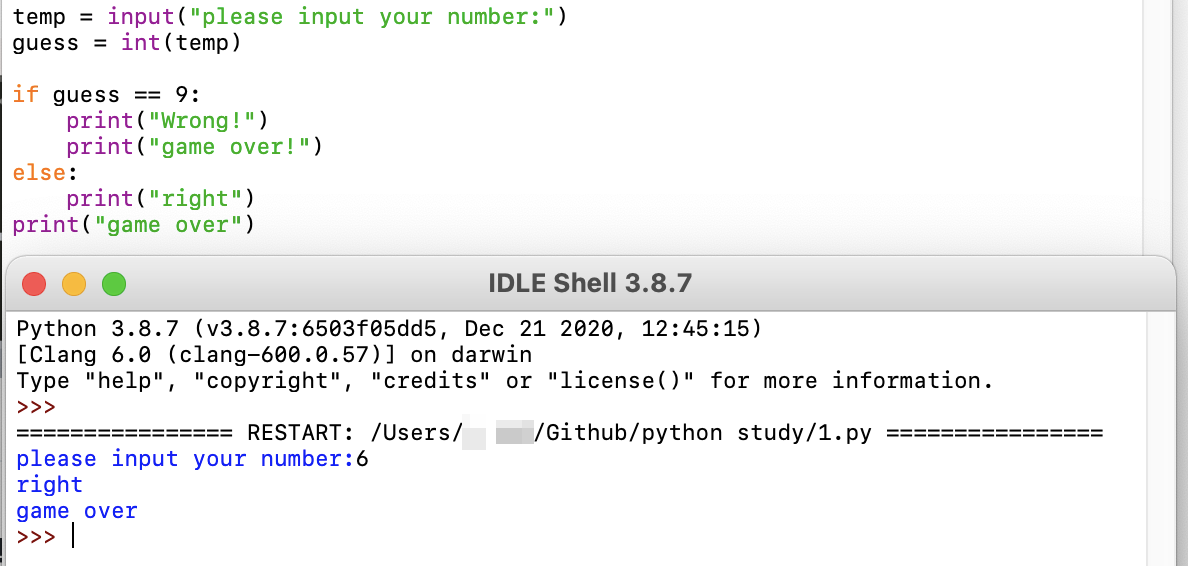 temp = input("please input your number:")
guess = int(temp)
if guess == 9:
    print("Wrong!")
    print("game over!")
else:
    print("right")
print("game over")
IDLE Shell 3.8.7
Python 3.8.7 (v3.8.7:6503f05dd5, Dec 21 2020, 12:45:15)
[Clang 6.0 (clang-600.0.57)] on darwin
Type "help", "copyright", "credits" or "license()" for more information.
>>>
================ RESTART: /Users/ /Github/python study/1.py ================
please input your number:6
right
game over
>>>